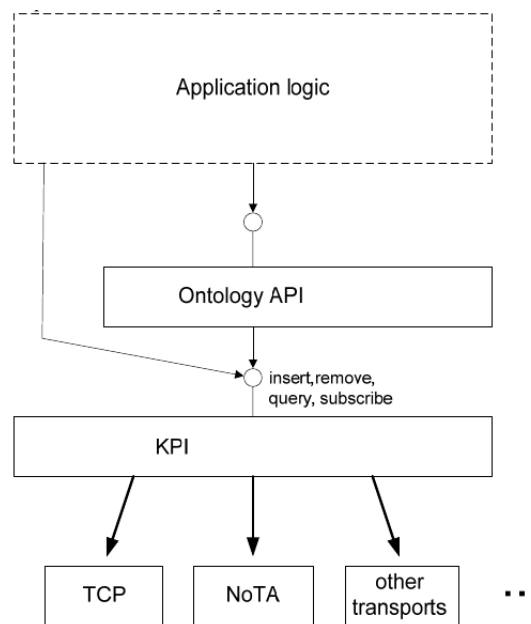 Application logic
Ontology API
insert,remove,
query, subscribe
KPI
TCP
NoTA
other
transports
..